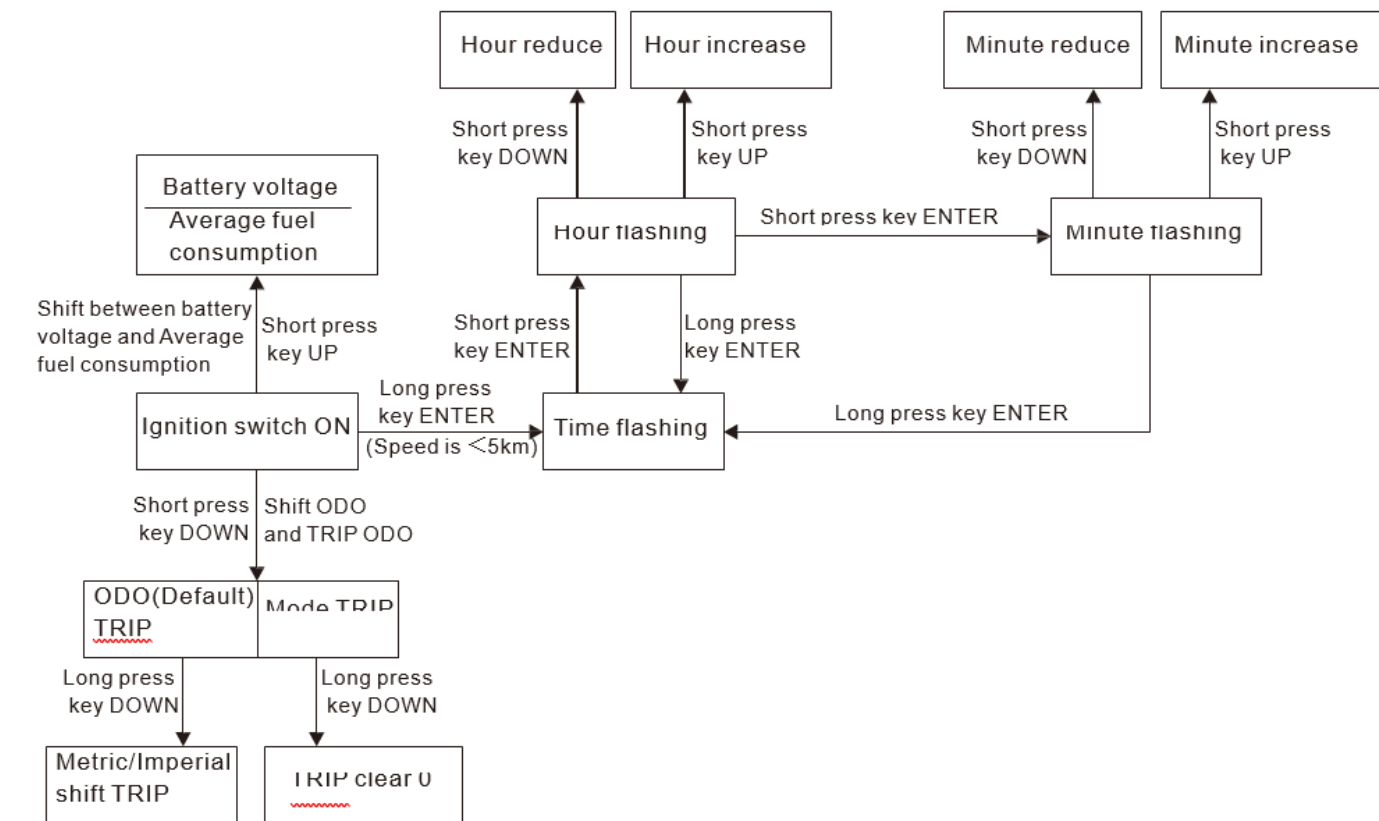 Hour reduce
Hour increase
Minute reduce
Minute increase
Short press
key DOWN
Short press
key UP
Short press
key DOWN
Short press
key UP
Battery voltage
Average fuel
consumption
Hour flashing
Short press key ENTER
Minute flashing
Shift between battery
voltage and Average
fuel consumption
Short press
key UP
Short press
key ENTER
Long press
key ENTER
Ignition switch ON
Long press
key ENTER
(Speed is <5km)
Time flashing
Long press key ENTER
Short press
key DOWN
Shift ODO
and TRIP ODO
ODO(Default)
TRIP
Mode TRIP
Long press
key DOWN
Long press
key DOWN
Metric/Imperial
shift TRIP
TRIP clear 0